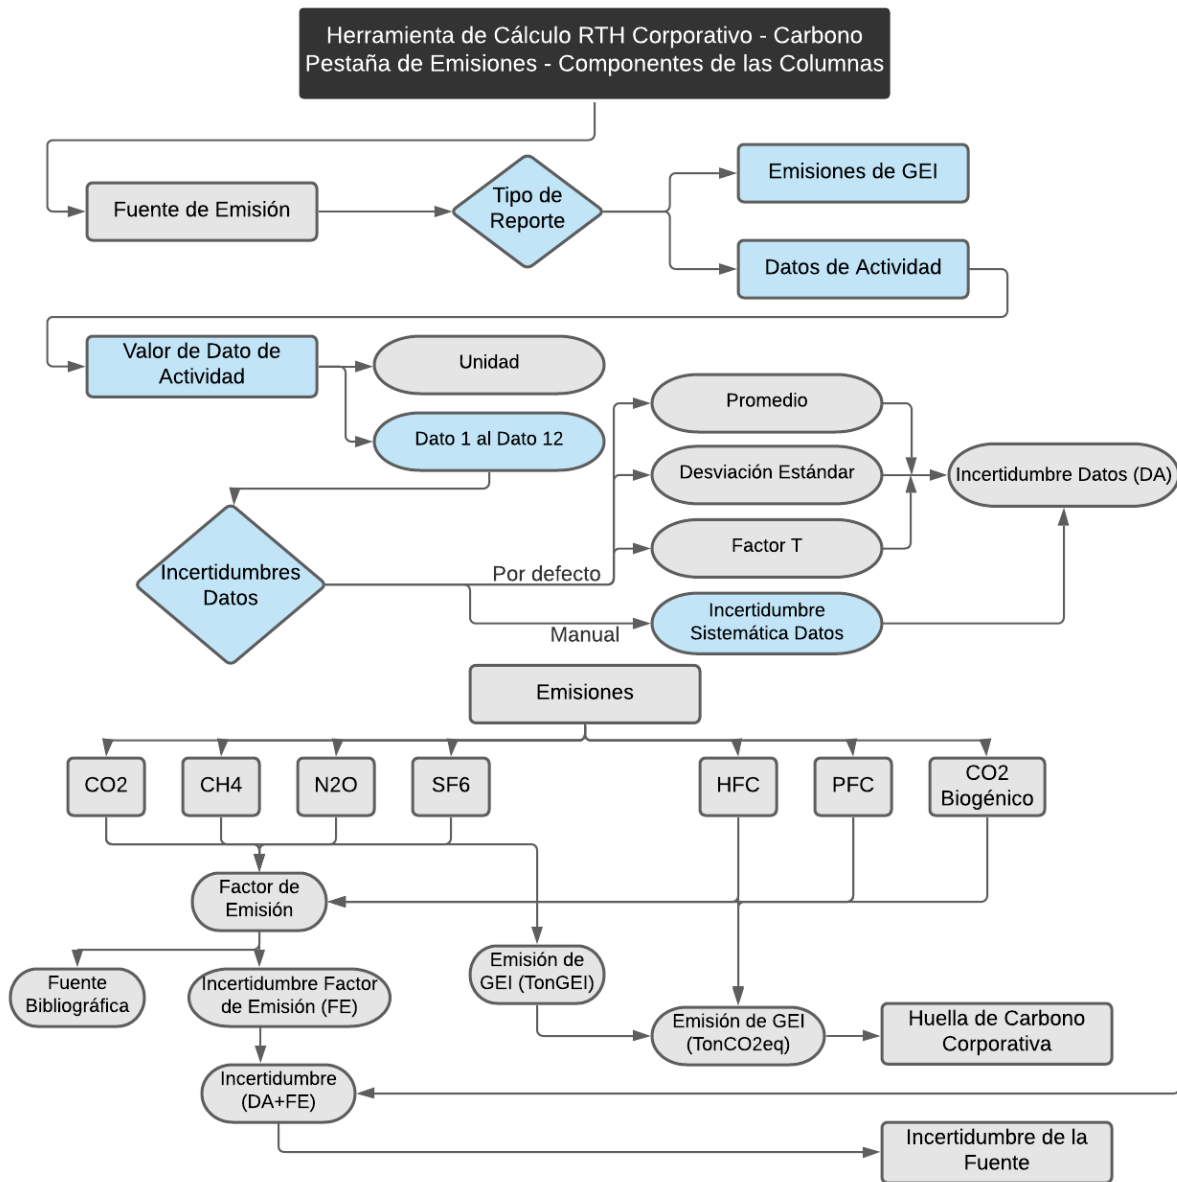 Herramienta de Cálculo RTH Corporativo - Carbono
Pestaña de Emisiones - Componentes de las Columnas
Fuente de Emisión
Tipo de
Reporte
Emisiones de GEI
Datos de Actividad
Valor de Dato de
Actividad
Unidad
Dato 1 al Dato 12
Promedio
Desviación Estándar
Factor T
Incertidumbre Datos (DA)
Incertidumbres
Datos
Por defecto
Manual
Incertidumbre
Sistemática Datos
Emisiones
CO2
CH4
N2O
SF6
HFC
PFC
CO2
Biogénico
Factor de
Emisión
Fuente
Bibliográfica
Incertidumbre Factor
de Emisión (FE)
Emisión de
GEI (TonGEI)
Emisión de GEI
(TonCO2eq)
Huella de Carbono
Corporativa
Incertidumbre
(DA+FE)
Incertidumbre de la
Fuente